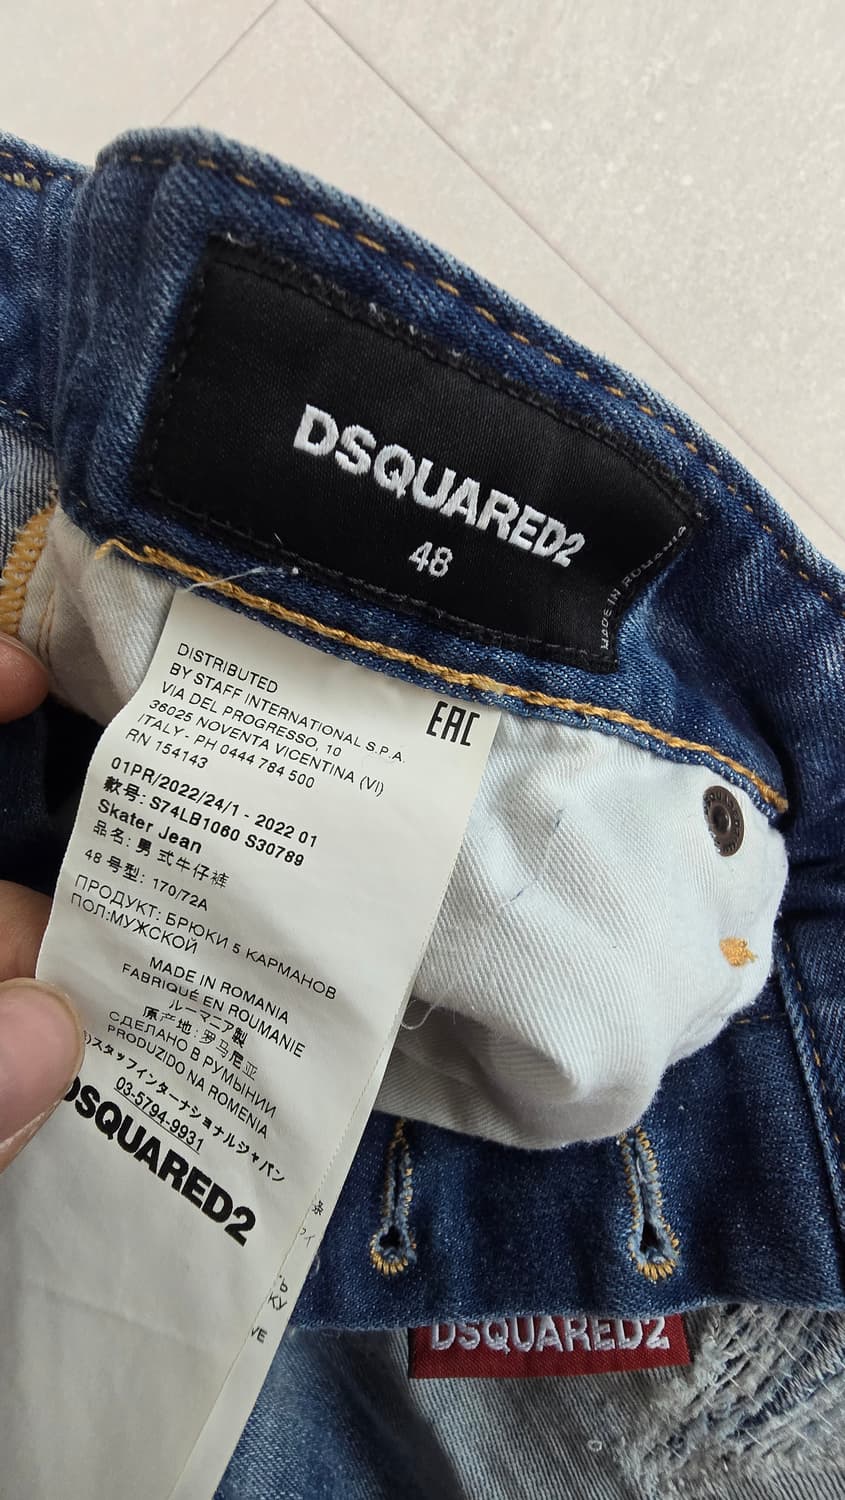 DSQUARED2
48
MADE IN ROMANIA
DISTRIBUTED
BY STAFF INTERNATIONAL S.P.A.
VIA DEL PROGRESSO, 10
36025 NOVENTA VICENTINA (VI)
ITALY - PH 0444 784 500
RN 154143
EAC
01PR/2022/24/1 - 2022 01
款号: S74LB1060 S30789
Skater Jean
品名: 男 式牛仔裤
48 号型: 170/72A
ПРОДУКТ: БРЮКИ 5 КАРМАНОВ
ПОЛ:МУЖСКОЙ
MADE IN ROMANIA
FABRIQUÉ EN ROUMANIE
ルーマニア製
原产地: 罗马尼亚
СДЕЛАНО В РУМЫНИИ
PRODUZIDO NA ROMENIA
)スタッフインターナショナルジャパン
03-5794-9931
DSQUARED2
DSQUARED2